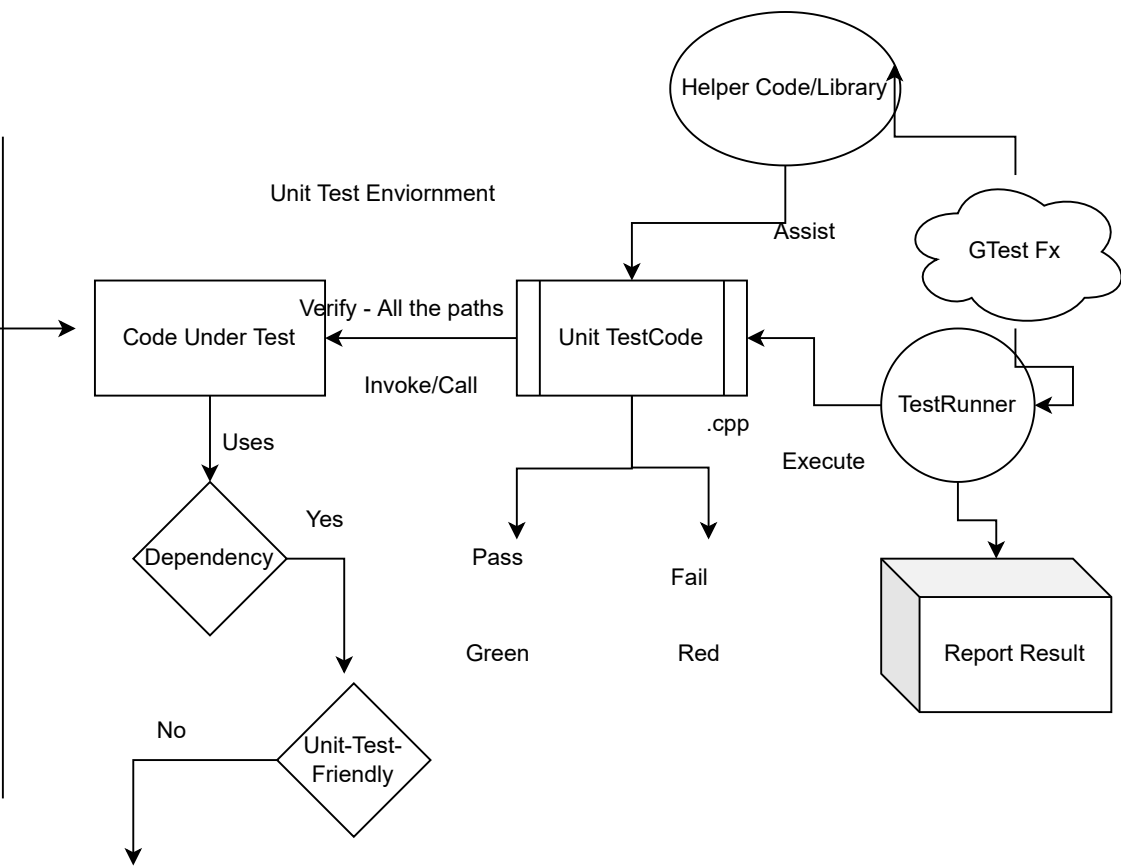 Helper Code/Library
Unit Test Enviornment
Assist
GTest Fx
Verify - All the paths
Code Under Test
Unit TestCode
Invoke/Call
TestRunner
.cpp
Uses
Execute
Yes
Dependency
Pass
Fail
Green
Red
Report Result
No
Unit-Test-
Friendly